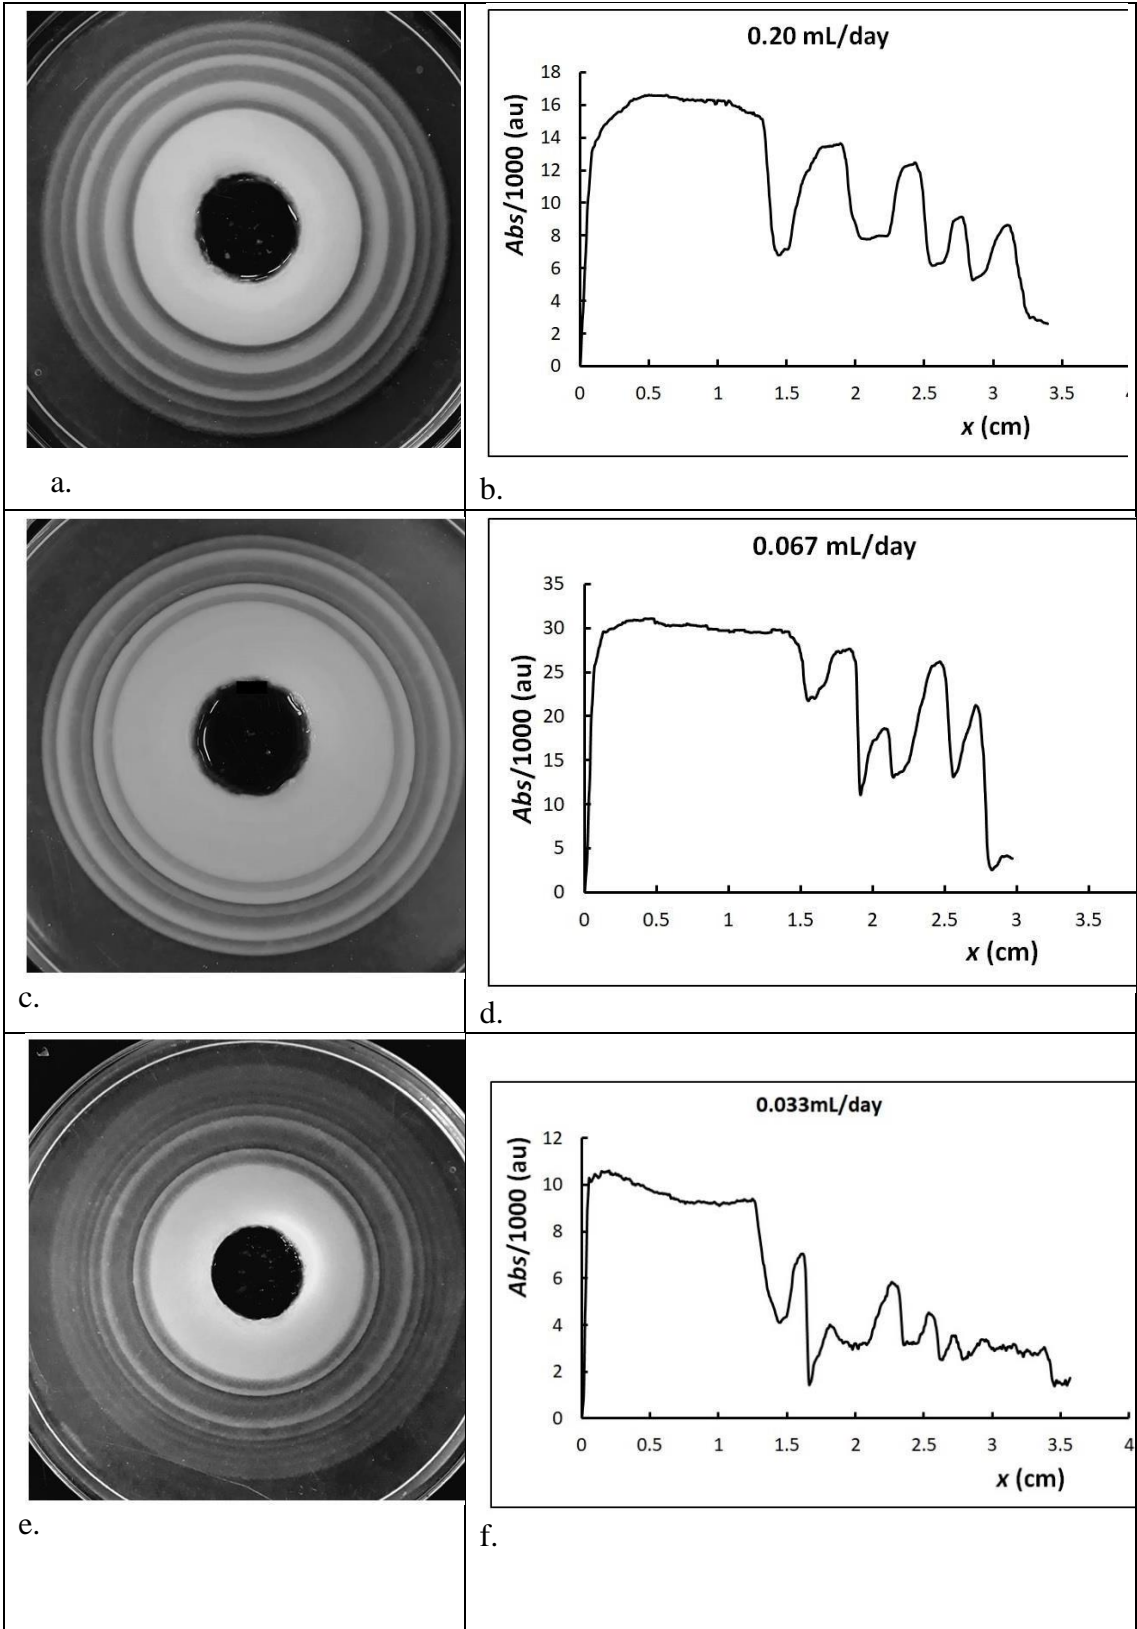 0.20 mL/day
Abs/1000 (au)
18
16
14
12
10
8
6
4
2
0
0 0.5 1 1.5 2 2.5 3 3.5
x (cm)
a.
b.
0.067 mL/day
Abs/1000 (au)
35
30
25
20
15
10
5
0
0 0.5 1 1.5 2 2.5 3 3.5
x (cm)
c.
d.
0.033mL/day
Abs/1000 (au)
12
10
8
6
4
2
0
0 0.5 1 1.5 2 2.5 3 3.5 4
x (cm)
e.
f.